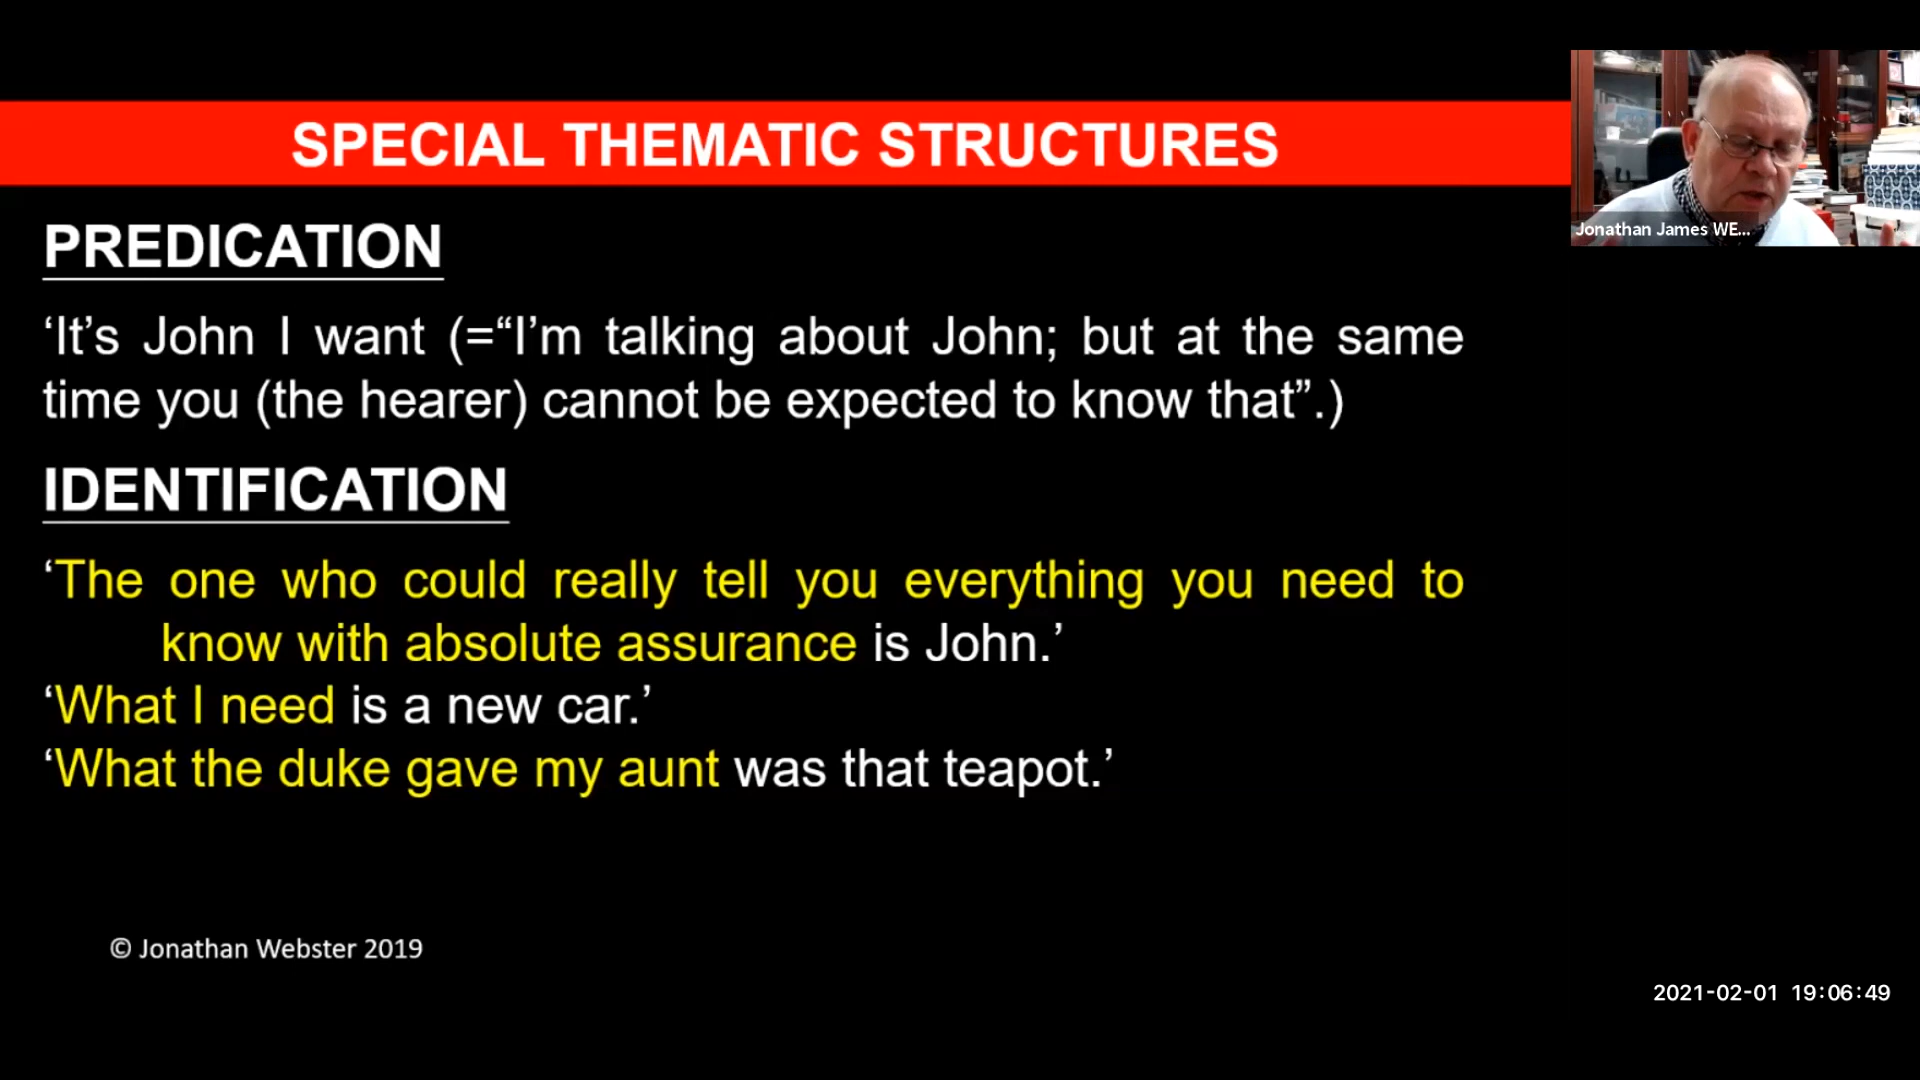 SPECIAL THEMATIC STRUCTURES
Jonathan James WE...
PREDICATION
‘It’s John I want (=“I’m talking about John; but at the same
time you (the hearer) cannot be expected to know that”.)
IDENTIFICATION
‘The one who could really tell you everything you need to
know with absolute assurance is John.’
‘What I need is a new car.’
‘What the duke gave my aunt was that teapot.’
© Jonathan Webster 2019
2021-02-01 19:06:49